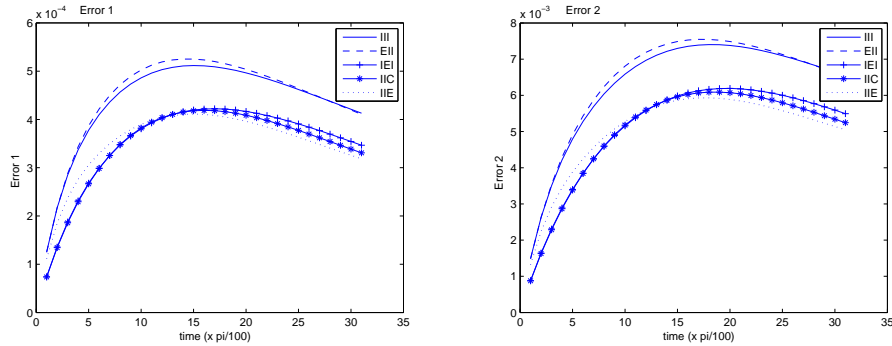 x 10⁻⁴ Error 1
6
5
4
3
2
1
0
Error 1
0 5 10 15 20 25 30 35
time (x pi/100)
III
EII
IEI
IIC
IIE
x 10⁻³ Error 2
8
7
6
5
4
3
2
1
0
Error 2
0 5 10 15 20 25 30 35
time (x pi/100)
III
EII
IEI
IIC
IIE